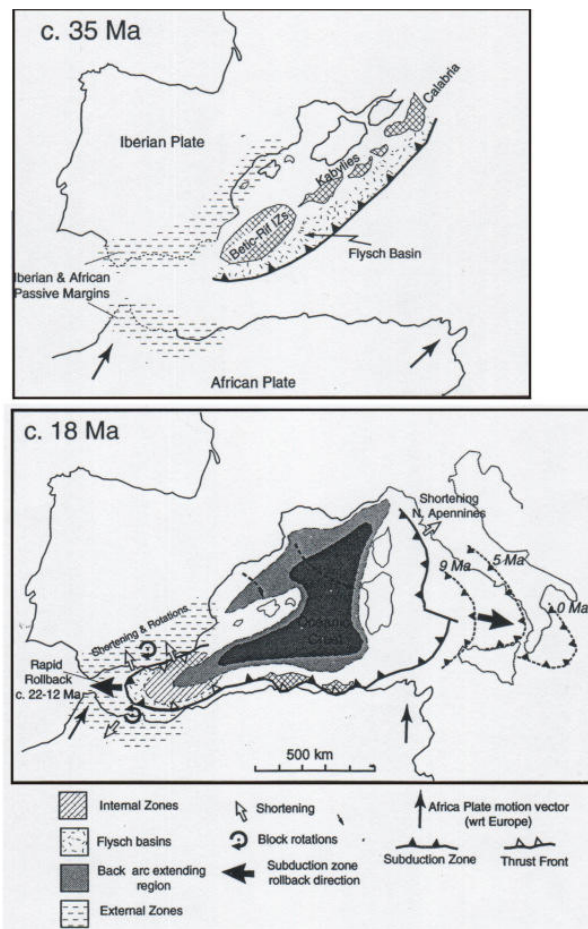 c. 35 Ma
Iberian Plate
Calabria
Kabylies
Betic-Rif IZs
Flysch Basin
Iberian & African
Passive Margins
African Plate
c. 18 Ma
Shortening
N. Apennines
9 Ma
5 Ma
0 Ma
Oceanic
Crust
Shortening & Rotations
Rapid
Rollback
c. 22-12 Ma
500 km
Internal Zones
Shortening
Africa Plate motion vector
(wrt Europe)
Flysch basins
Block rotations
Subduction Zone
Thrust Front
Back arc extending
region
Subduction zone
rollback direction
External Zones